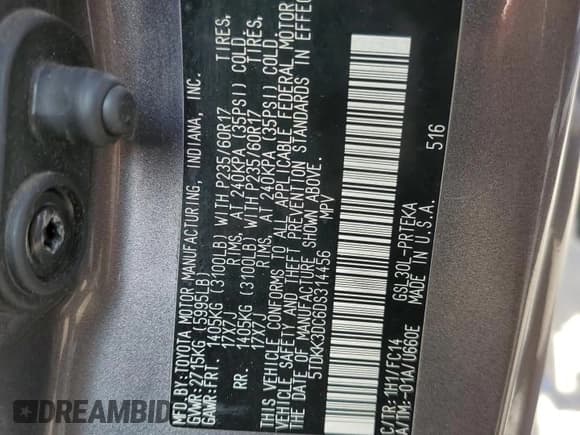 MFD.BY:TOYOTA MOTOR MANUFACTURING, INDIANA, INC.
GVWR:2715KG (5995LB)
GAWR:FRT. 1405KG (3100LB) WITH P235/60R17 TIRES,
17X7J RIMS, AT 240KPA (35PSI) COLD
RR. 1405KG (3100LB) WITH P235/60R17 TIRES,
17X7J RIMS, AT 240KPA (35PSI) COLD.
THIS VEHICLE CONFORMS TO ALL APPLICABLE FEDERAL MOTOR
VEHICLE SAFETY AND THEFT PREVENTION STANDARDS IN EFFECT
THE DATE OF MANUFACTURE SHOWN ABOVE.
5TDKK3DC6DS314456 MPV
516
C/TR:1H1/FC14 GSL30L-PRTEKA
A/TM:-01A/U660E MADE IN U.S.A.
DREAMBID